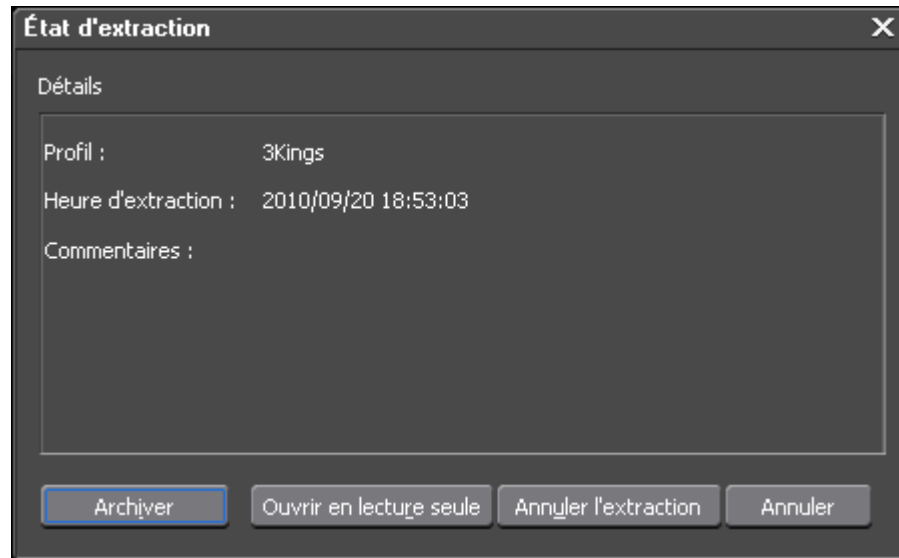 État d'extraction
Détails
Profil : 3Kings
Heure d'extraction : 2010/09/20 18:53:03
Commentaires :
Archiver Ouvrir en lecture seule Annuler l'extraction Annuler